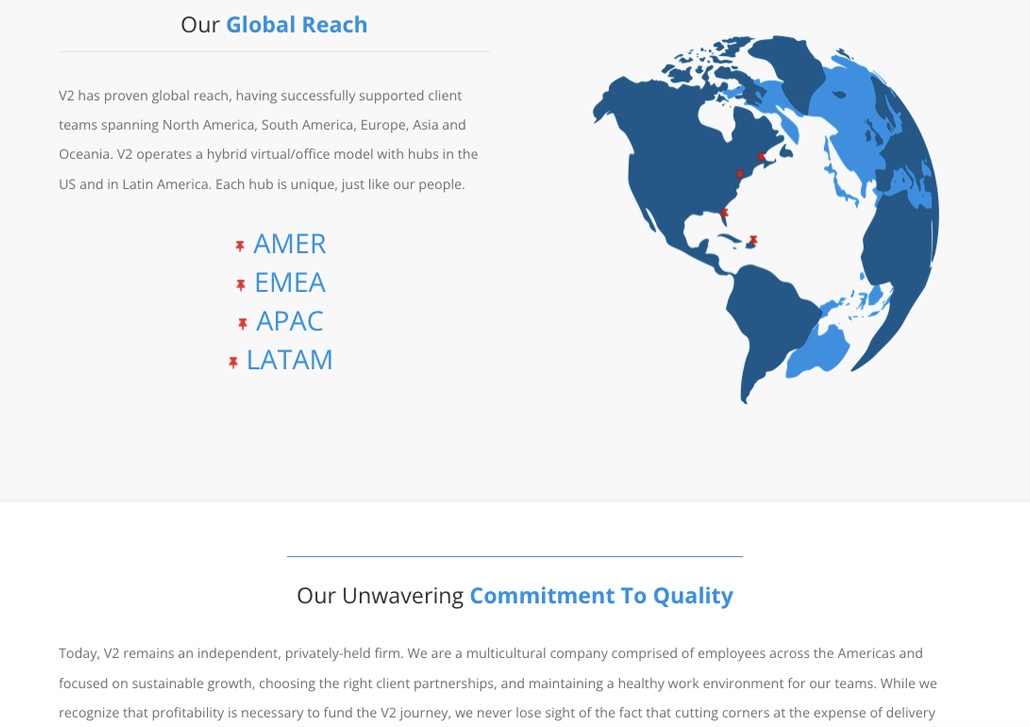 Our Global Reach
V2 has proven global reach, having successfully supported client
teams spanning North America, South America, Europe, Asia and
Oceania. V2 operates a hybrid virtual/office model with hubs in the
US and in Latin America. Each hub is unique, just like our people.
AMER
EMEA
APAC
LATAM
Our Unwavering Commitment To Quality
Today, V2 remains an independent, privately-held firm. We are a multicultural company comprised of employees across the Americas and
focused on sustainable growth, choosing the right client partnerships, and maintaining a healthy work environment for our teams. While we
recognize that profitability is necessary to fund the V2 journey, we never lose sight of the fact that cutting corners at the expense of delivery